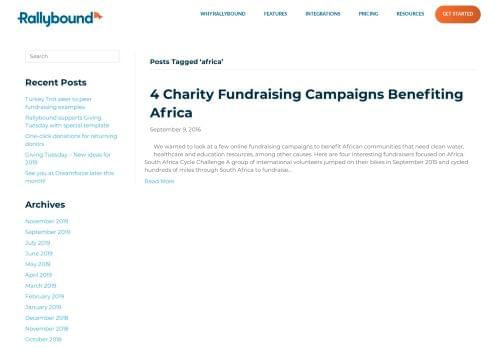 Rallybound
WHY RALLYBOUND
FEATURES
INTEGRATIONS
PRICING
RESOURCES
GET STARTED
Search
Recent Posts
Turkey Trot peer to peer
fundraising examples
Rallybound supports Giving
Tuesday with special template
One-click donations for returning
donors
Giving Tuesday – New ideas for
2019
See you at Dreamforce later this
month!
Archives
November 2019
September 2019
July 2019
June 2019
May 2019
April 2019
March 2019
February 2019
January 2019
December 2018
November 2018
October 2018
Posts Tagged ‘africa’
4 Charity Fundraising Campaigns Benefiting
Africa
September 9, 2016
We wanted to look at a few online fundraising campaigns to benefit African communities that need clean water,
healthcare and education resources, among other causes. Here are four interesting fundraisers focused on Africa
South Africa Cycle Challenge A group of international volunteers jumped on their bikes in September 2015 and cycled
hundreds of miles through South Africa to fundraise...
Read More